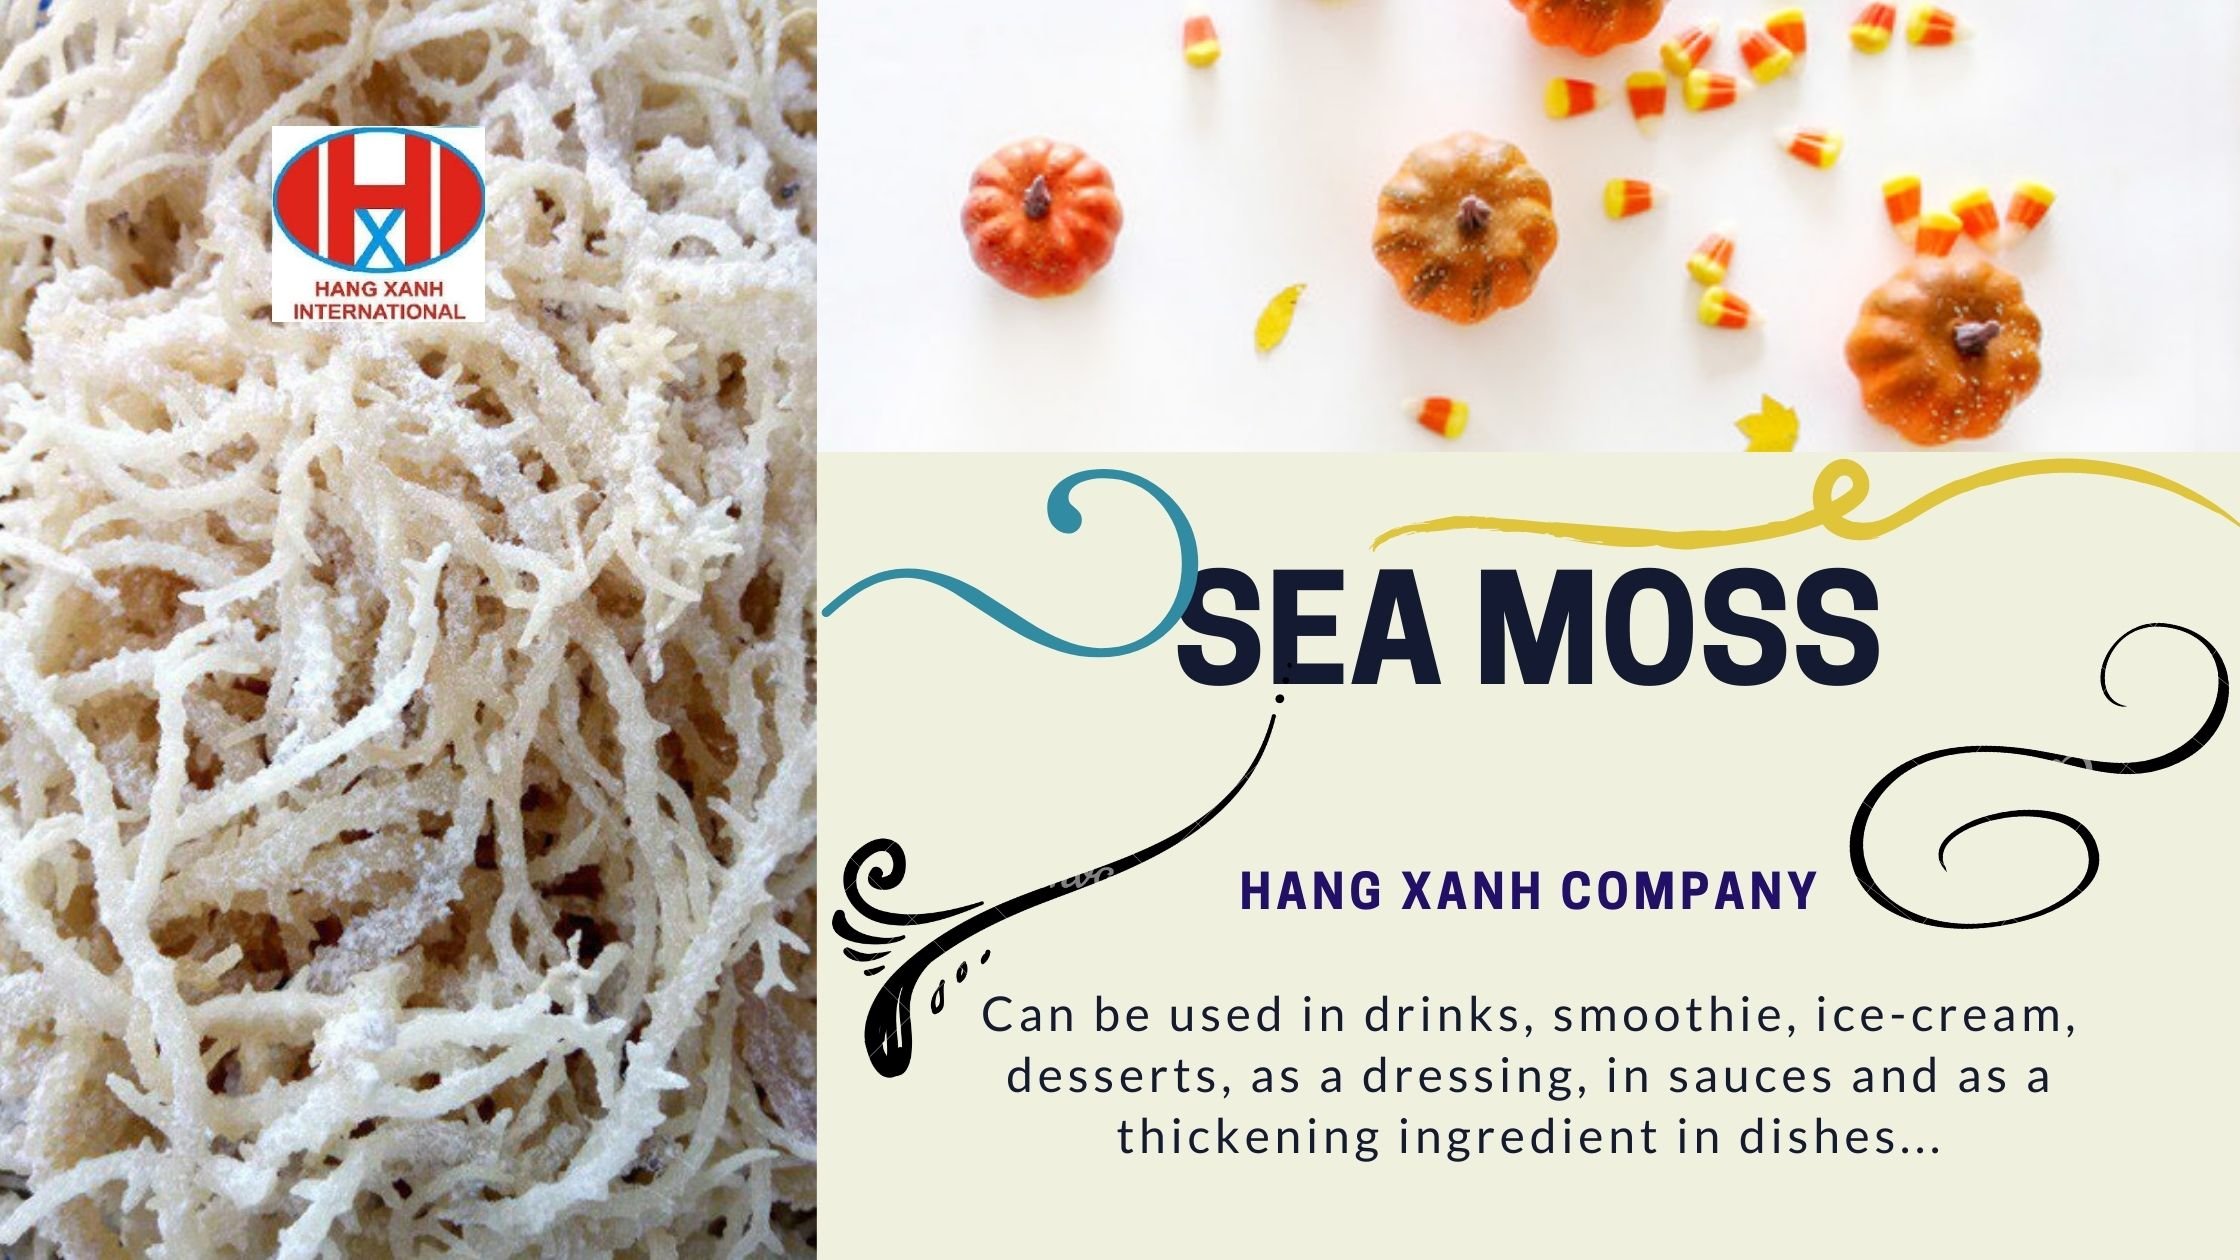 HX
HANG XANH
INTERNATIONAL
SEA MOSS
HANG XANH COMPANY
Can be used in drinks, smoothie, ice-cream,
desserts, as a dressing, in sauces and as a
thickening ingredient in dishes...